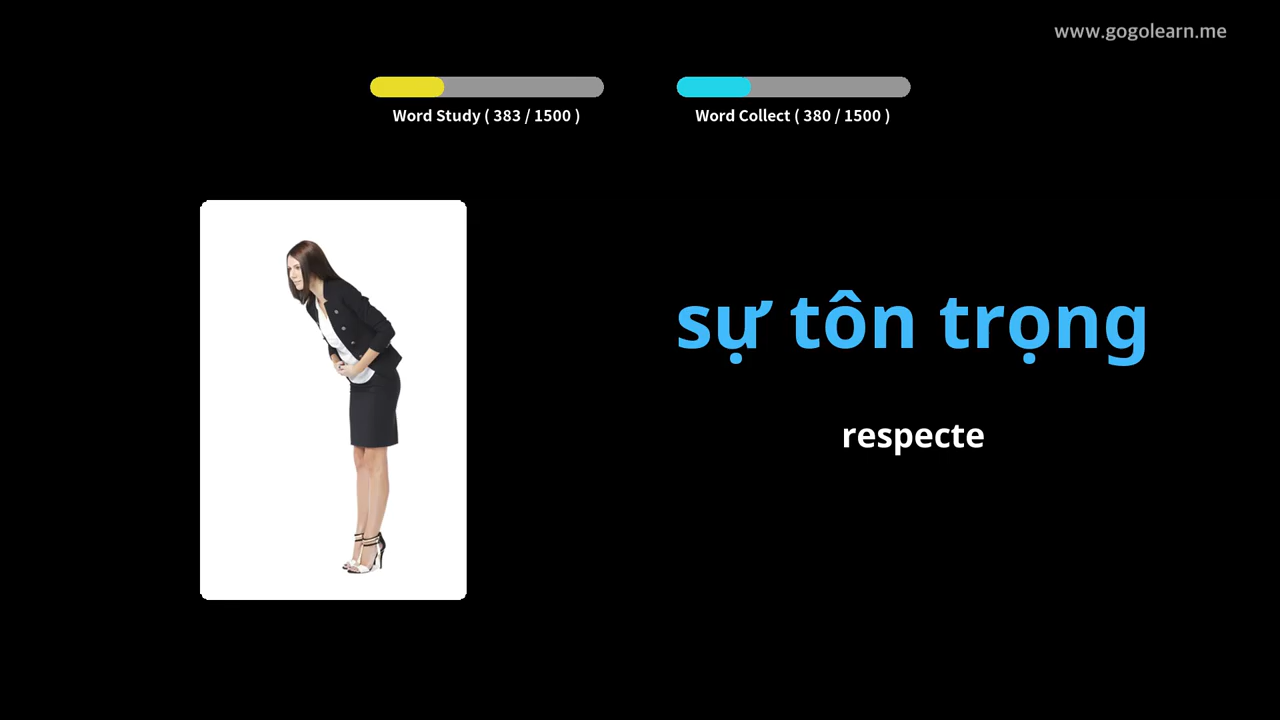 www.gogolearn.me
Word Study ( 383 / 1500 )
Word Collect ( 380 / 1500 )
sự tôn trọng
respecte